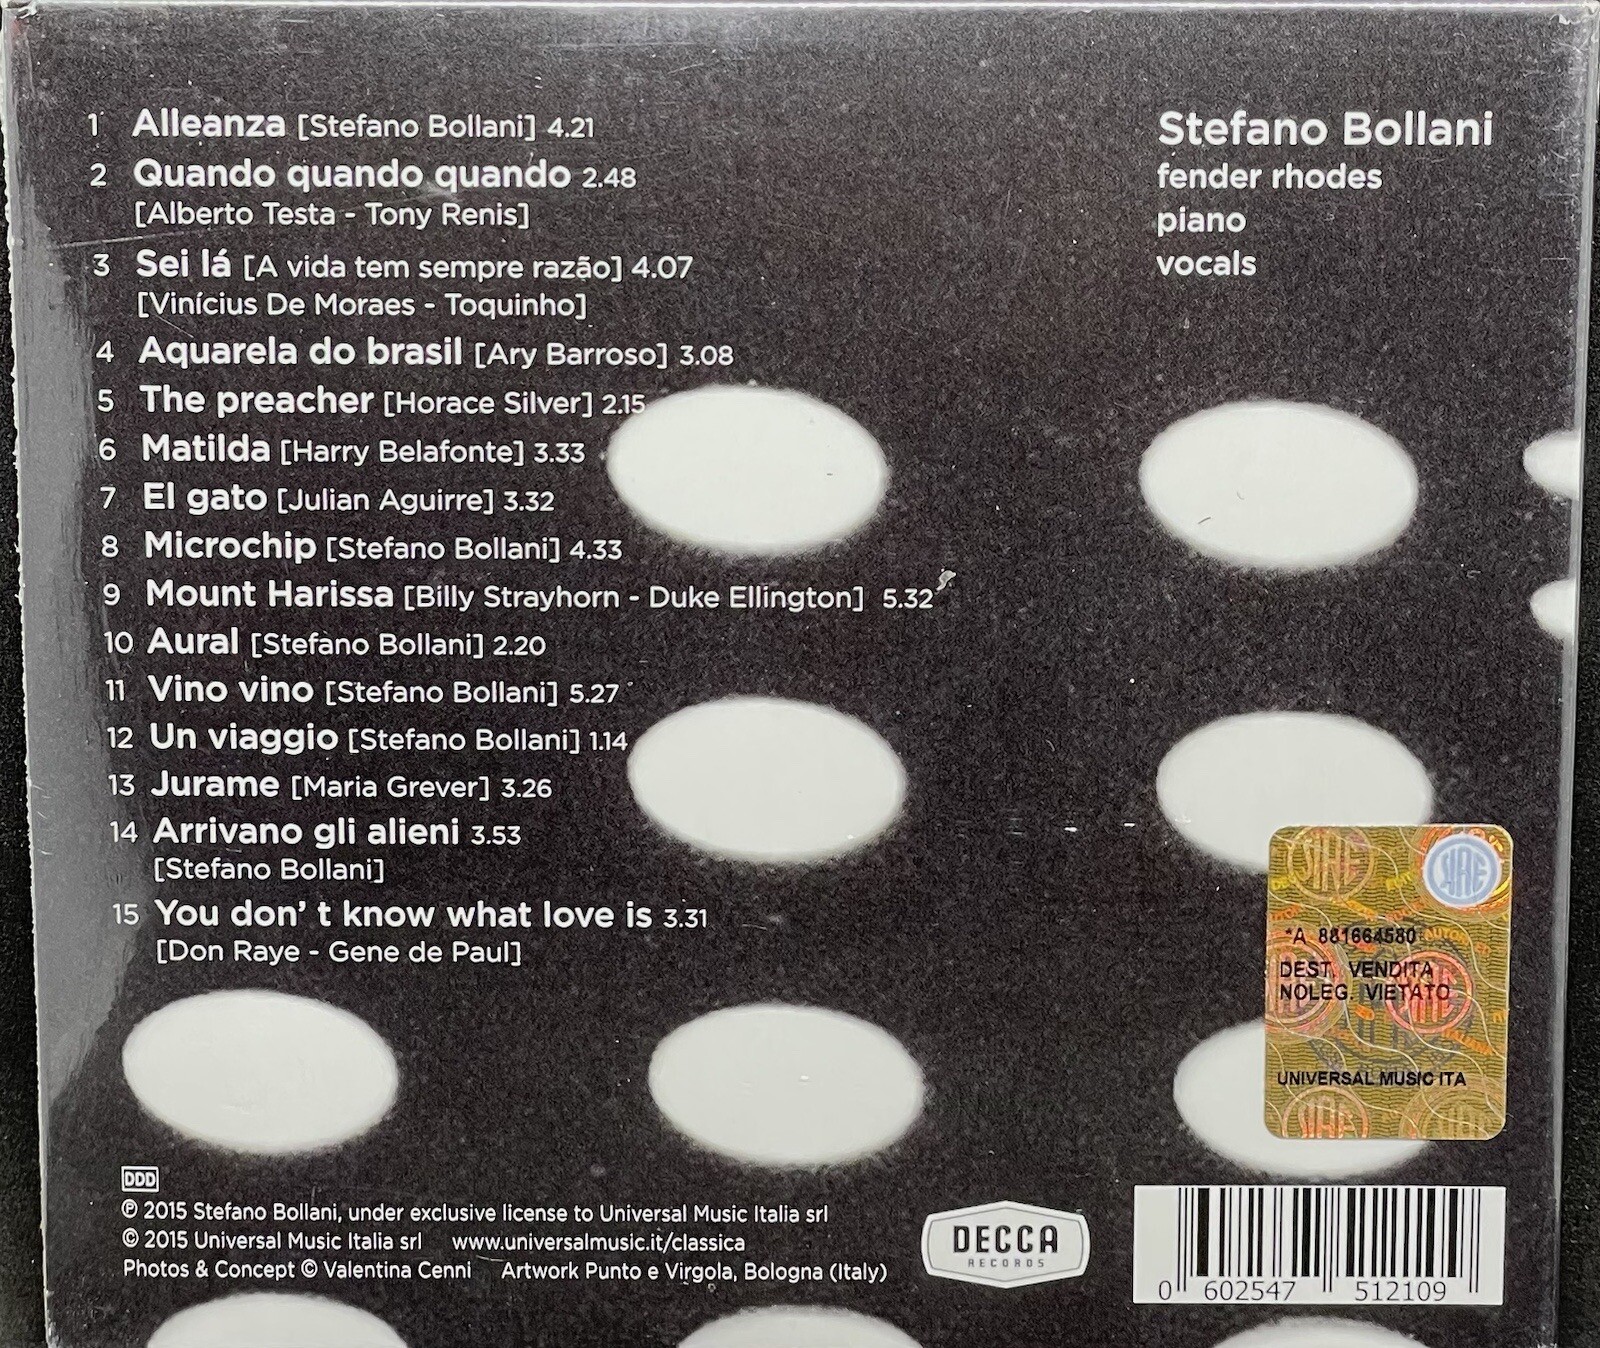 1 Alleanza [Stefano Bollani] 4.21
2 Quando quando quando 2.48
[Alberto Testa - Tony Renis]
3 Sei lá [A vida tem sempre razão] 4.07
[Vinícius De Moraes - Toquinho]
4 Aquarela do brasil [Ary Barroso] 3.08
5 The preacher [Horace Silver] 2.15
6 Matilda [Harry Belafonte] 3.33
7 El gato [Julian Aguirre] 3.32
8 Microchip [Stefano Bollani] 4.33
9 Mount Harissa [Billy Strayhorn - Duke Ellington] 5.32
10 Aural [Stefano Bollani] 2.20
11 Vino vino [Stefano Bollani] 5.27
12 Un viaggio [Stefano Bollani] 1.14
13 Jurame [Maria Grever] 3.26
14 Arrivano gli alieni 3.53
[Stefano Bollani]
15 You don' t know what love is 3.31
[Don Raye - Gene de Paul]
Stefano Bollani
fender rhodes
piano
vocals
SIAE
SIAE
*A 881664580
DEST. VENDITA
NOLEG. VIETATO
UNIVERSAL MUSIC ITA
SIAE
DDD
℗ 2015 Stefano Bollani, under exclusive license to Universal Music Italia srl
© 2015 Universal Music Italia srl www.universalmusic.it/classica
Photos & Concept © Valentina Cenni Artwork Punto e Virgola, Bologna (Italy)
DECCA
RECORDS
0 602547 512109